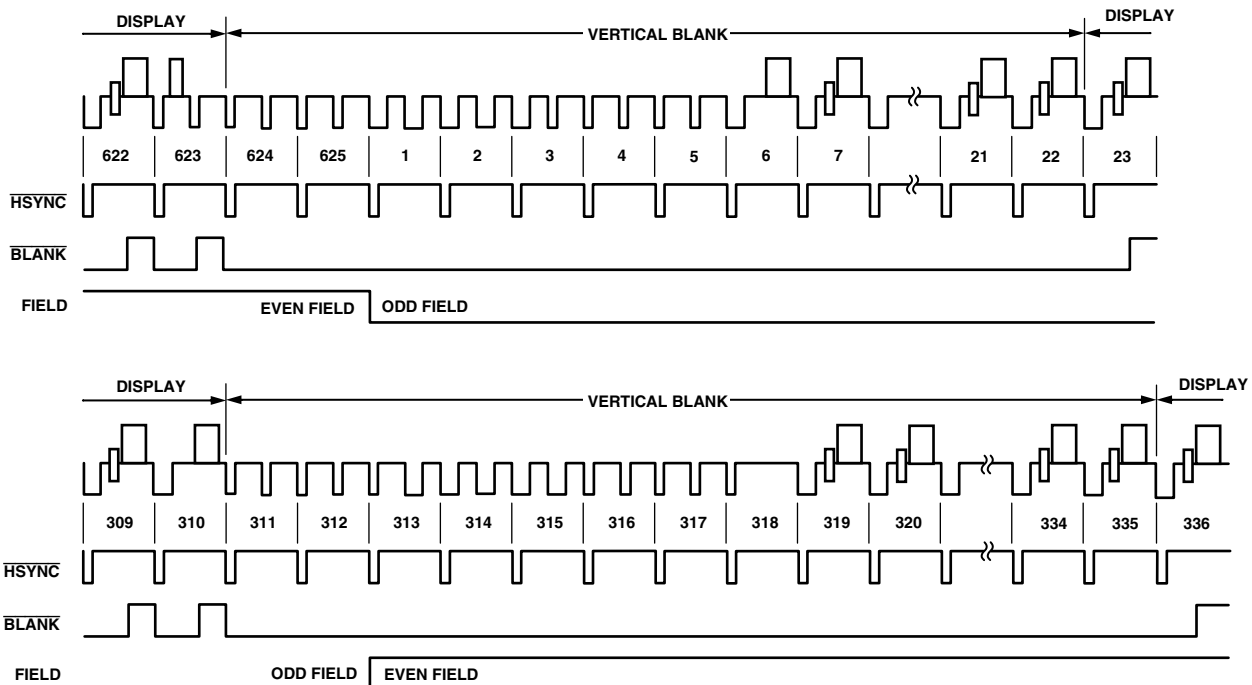 DISPLAY DISPLAY
VERTICAL BLANK
622 623 624 625 1 2 3 4 5 6 7 21 22 23
HSYNC
BLANK
FIELD EVEN FIELD ODD FIELD
DISPLAY DISPLAY
VERTICAL BLANK
309 310 311 312 313 314 315 316 317 318 319 320 334 335 336
HSYNC
BLANK
FIELD ODD FIELD EVEN FIELD